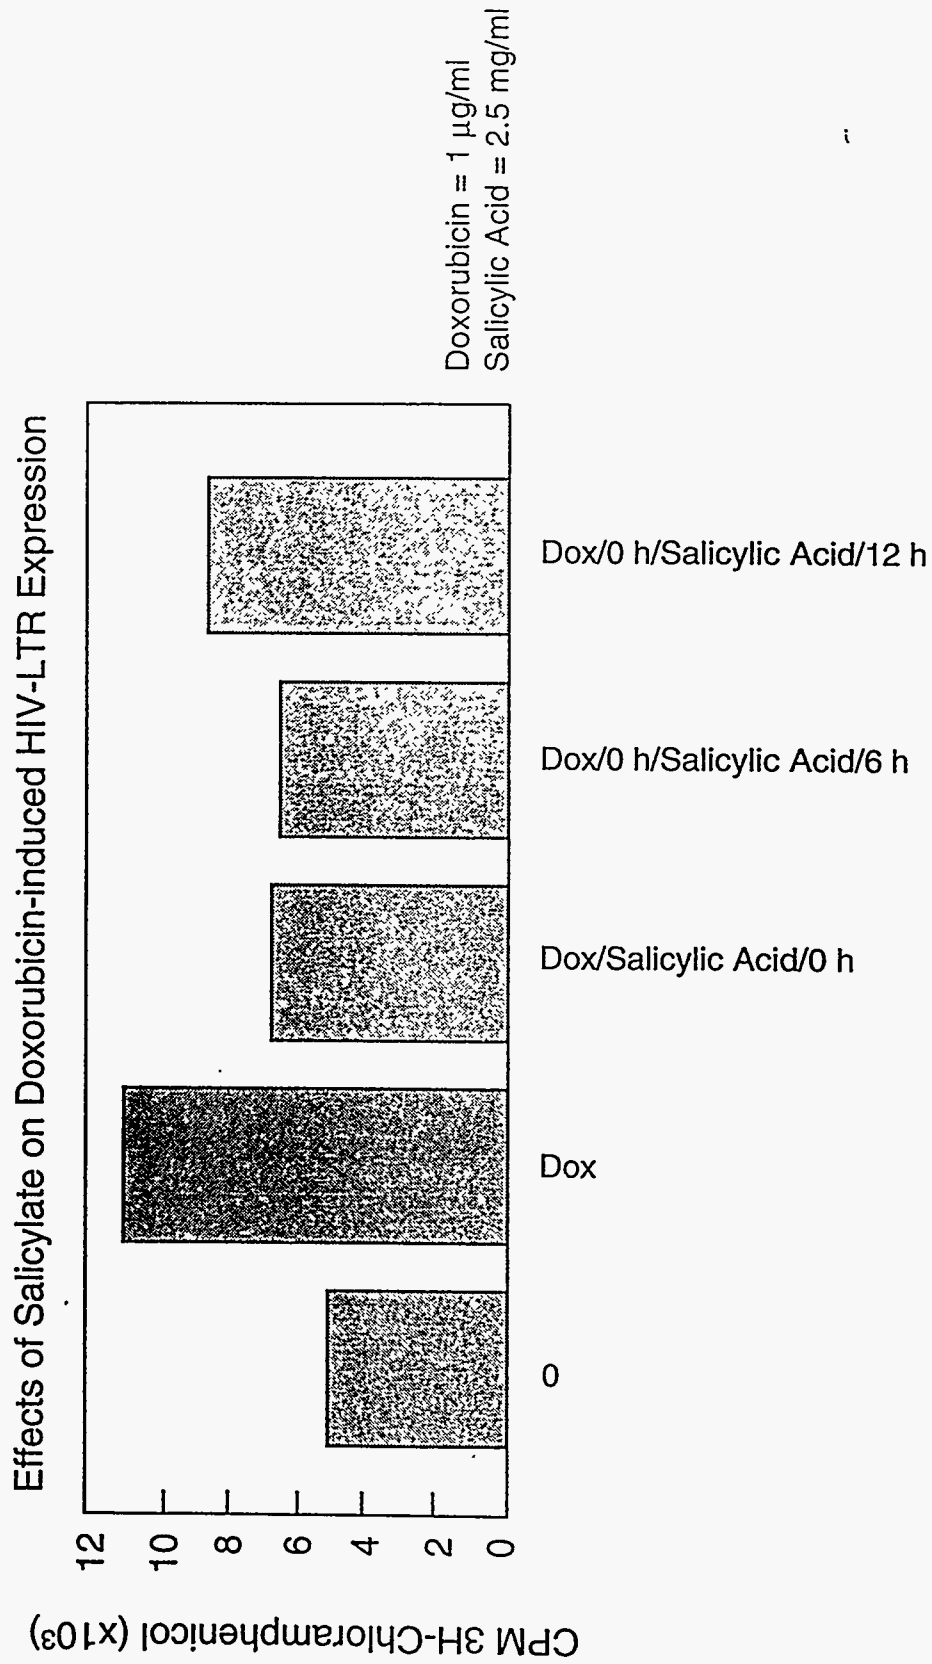 Effects of Salicylate on Doxorubicin-induced HIV-LTR Expression
CPM 3H-Chloramphenicol (x10³)
12
10
8
6
4
2
0
0
Dox
Dox/Salicylic Acid/0 h
Dox/0 h/Salicylic Acid/6 h
Dox/0 h/Salicylic Acid/12 h
Doxorubicin = 1 µg/ml
Salicylic Acid = 2.5 mg/ml